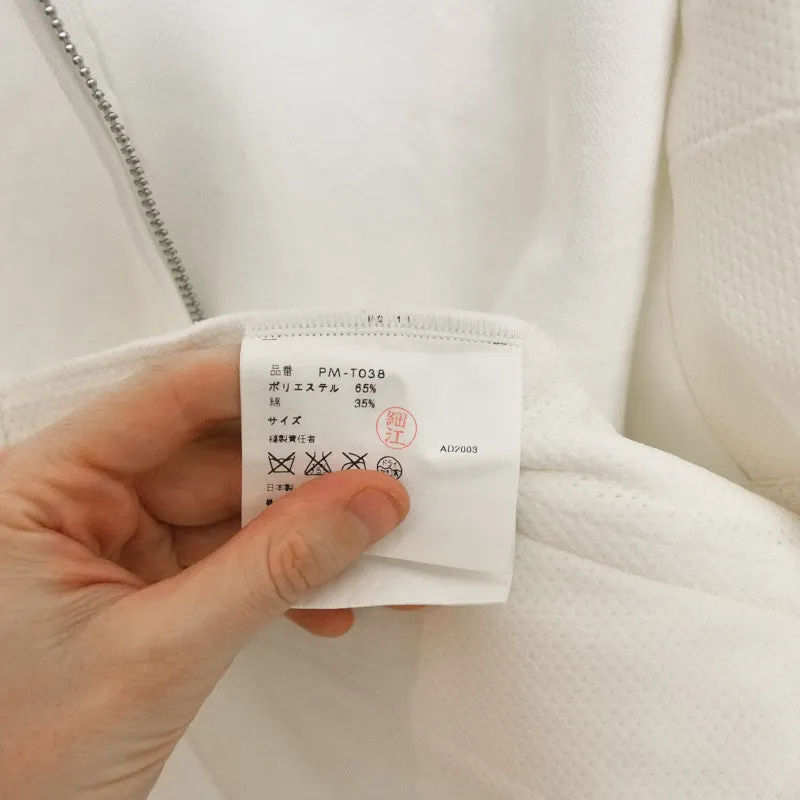 品番 PM-T038
ポリエステル 65%
綿 35%
サイズ
縫製責任者
細江
AD2003
日本製